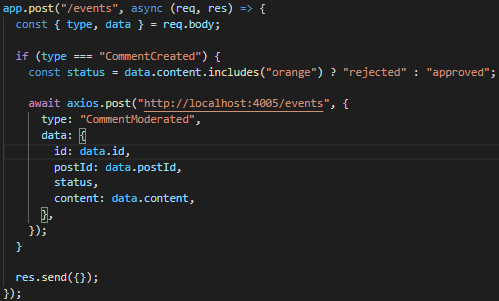 app.post("/events", async (req, res) => {
  const { type, data } = req.body;
  if (type === "CommentCreated") {
    const status = data.content.includes("orange") ? "rejected" : "approved";
    await axios.post("http://localhost:4005/events", {
      type: "CommentModerated",
      data: {
        id: data.id,
        postId: data.postId,
        status,
        content: data.content,
      },
    });
  }
  res.send({});
});